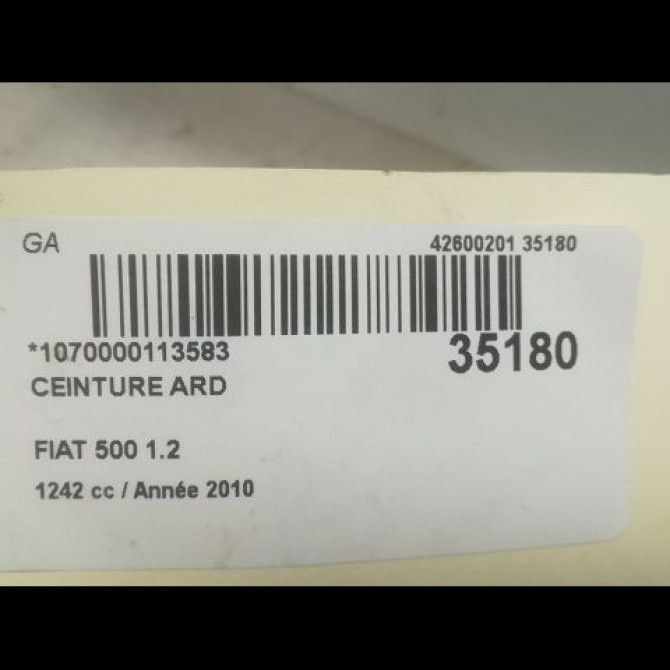 GA 42600201 35180
*1070000113583 35180
CEINTURE ARD
FIAT 500 1.2
1242 cc / Année 2010